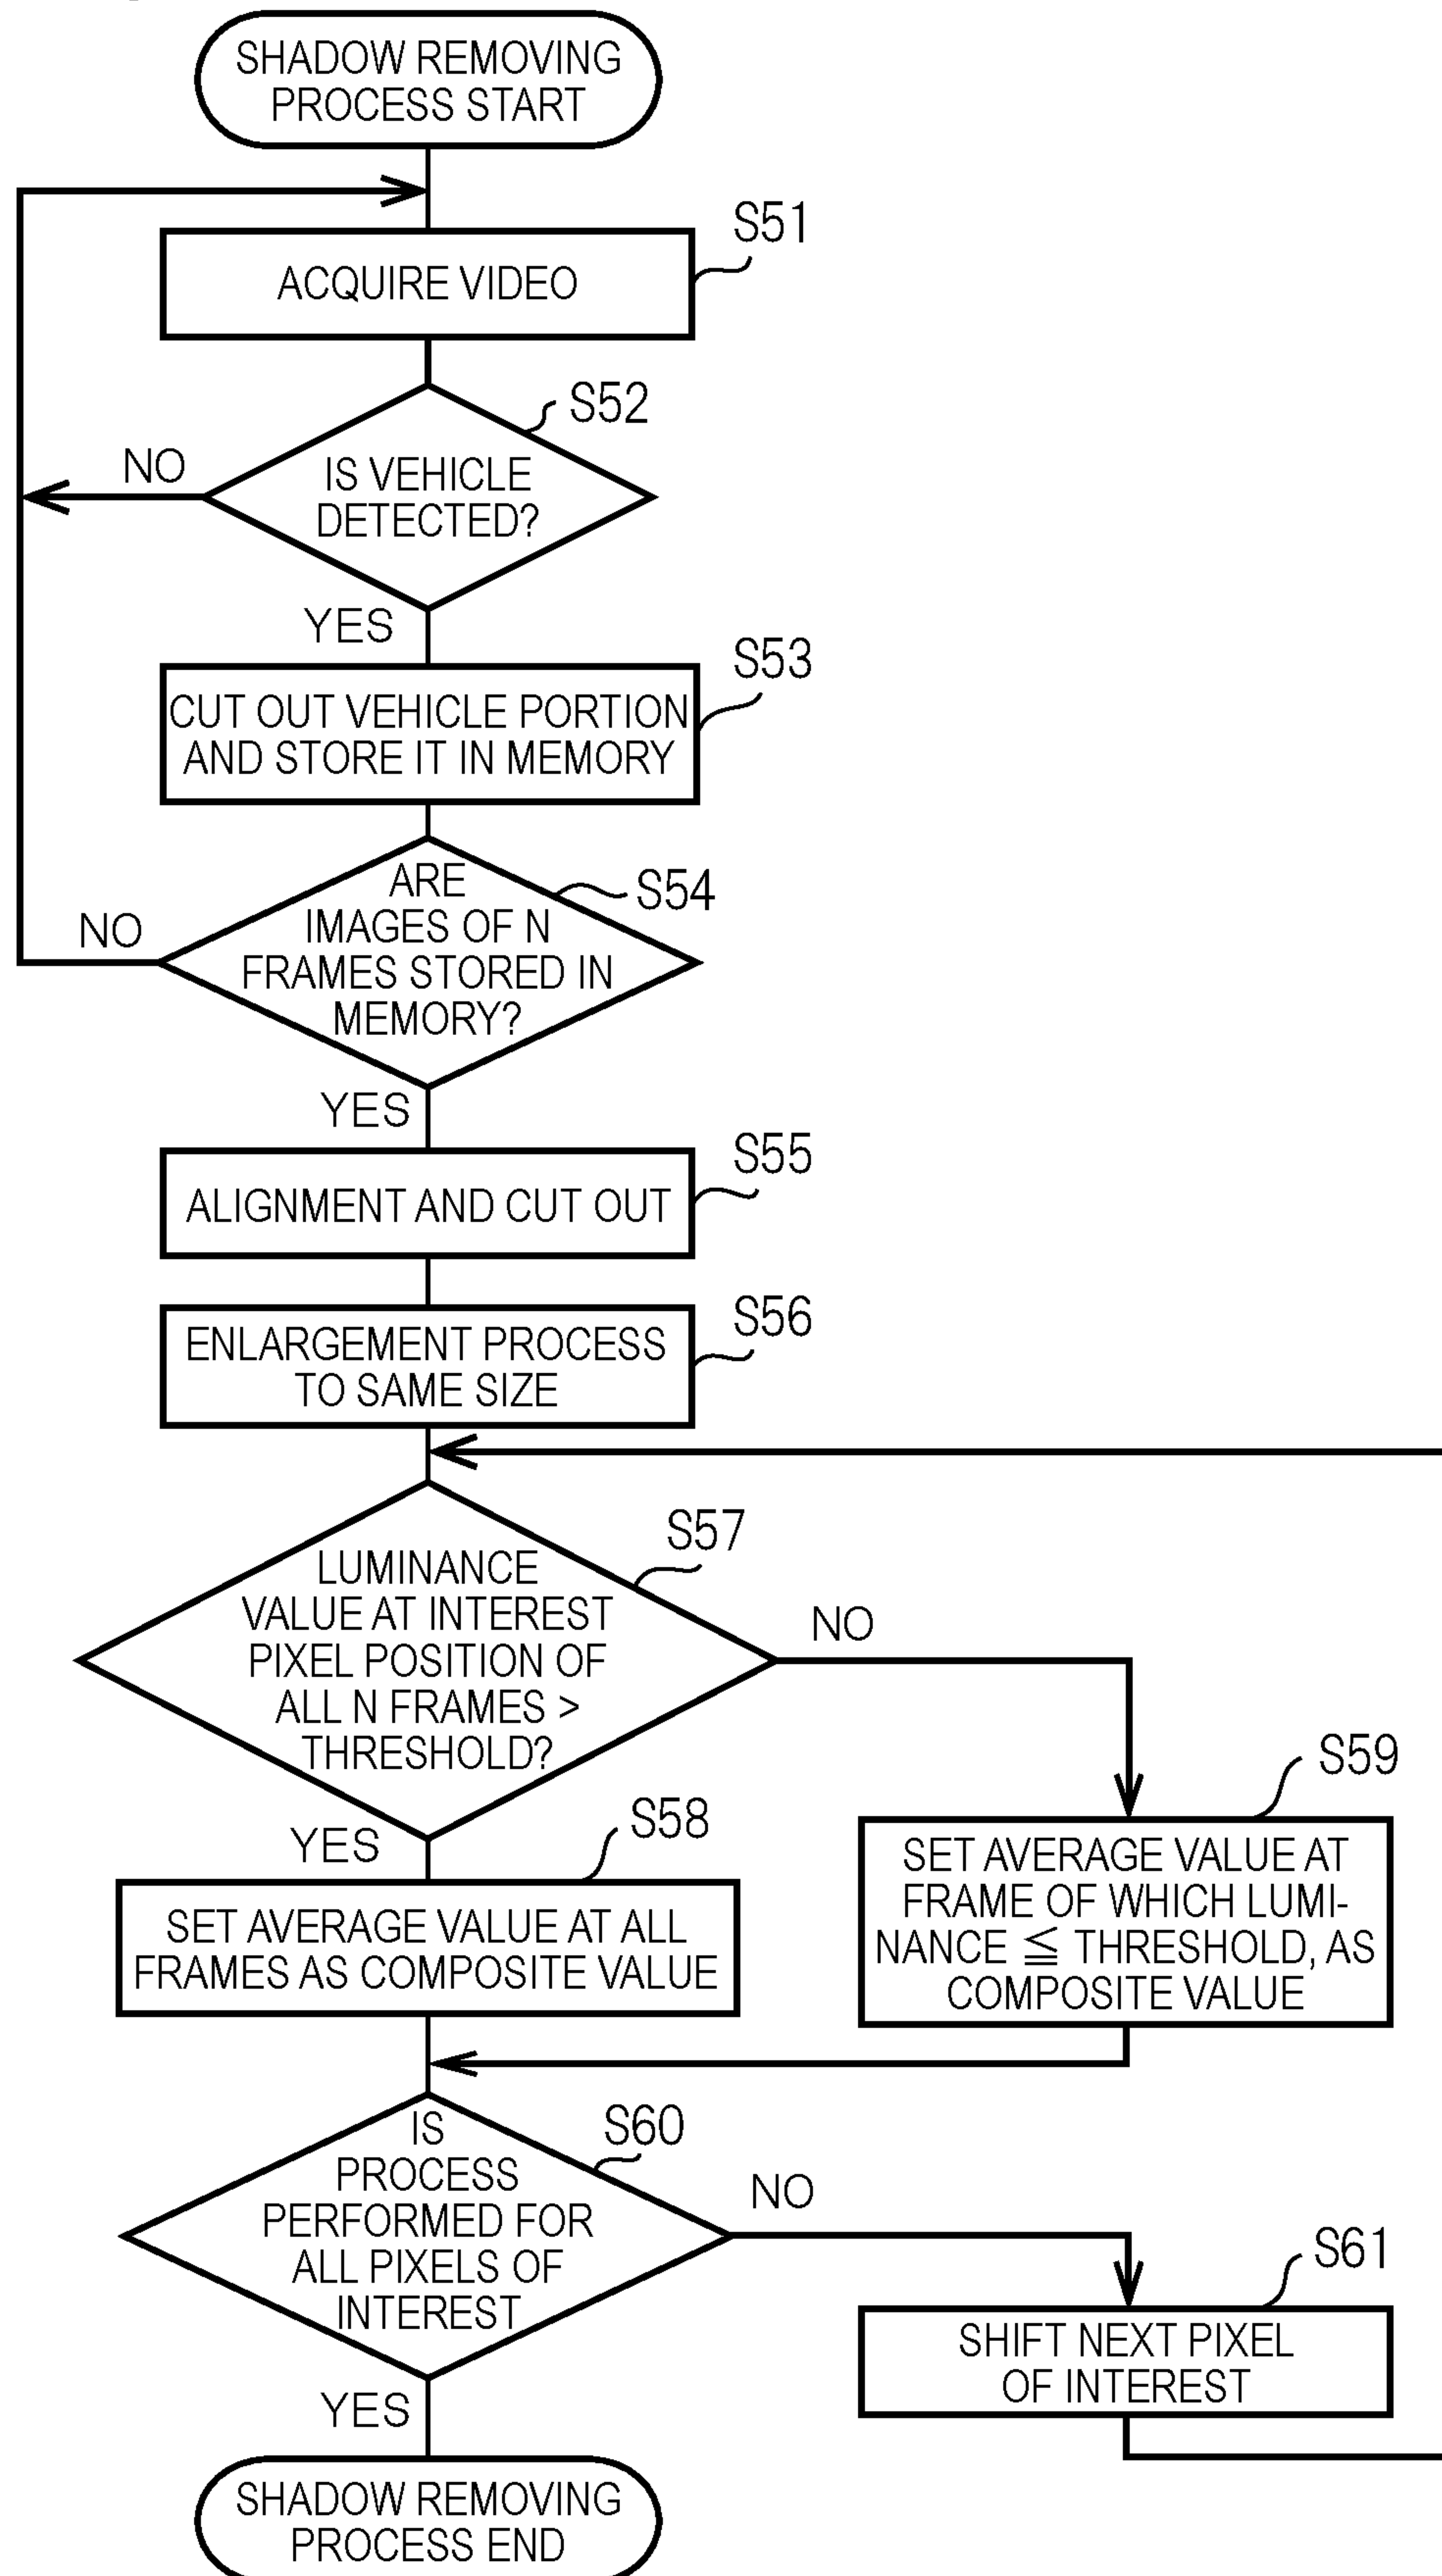 SHADOW REMOVING
PROCESS START
S51
ACQUIRE VIDEO
S52
NO
IS VEHICLE
DETECTED?
YES
S53
CUT OUT VEHICLE PORTION
AND STORE IT IN MEMORY
S54
NO
ARE
IMAGES OF N
FRAMES STORED IN
MEMORY?
YES
S55
ALIGNMENT AND CUT OUT
S56
ENLARGEMENT PROCESS
TO SAME SIZE
S57
LUMINANCE
VALUE AT INTEREST
PIXEL POSITION OF
ALL N FRAMES >
THRESHOLD?
NO
YES
S58
SET AVERAGE VALUE AT ALL
FRAMES AS COMPOSITE VALUE
S59
SET AVERAGE VALUE AT
FRAME OF WHICH LUMI-
NANCE ≦ THRESHOLD, AS
COMPOSITE VALUE
S60
IS
PROCESS
PERFORMED FOR
ALL PIXELS OF
INTEREST
NO
S61
SHIFT NEXT PIXEL
OF INTEREST
YES
SHADOW REMOVING
PROCESS END